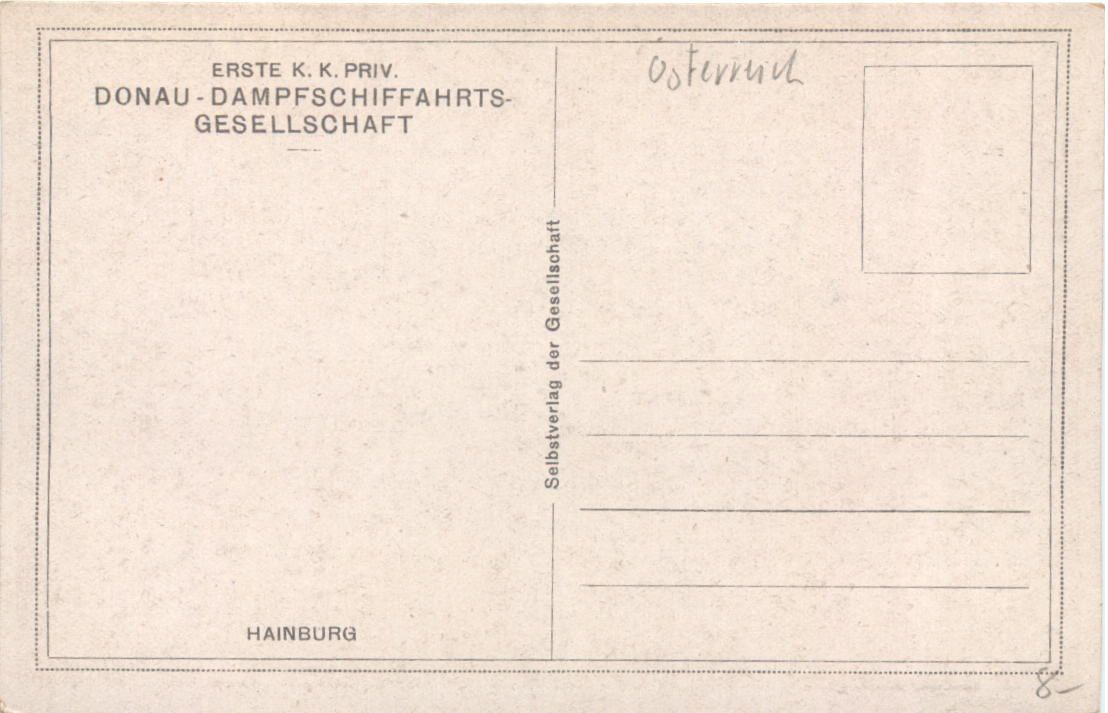 ERSTE K. K. PRIV.
DONAU-DAMPFSCHIFFAHRTS-
GESELLSCHAFT
HAINBURG
Selbstverlag der Gesellschaft
Österreich
8-